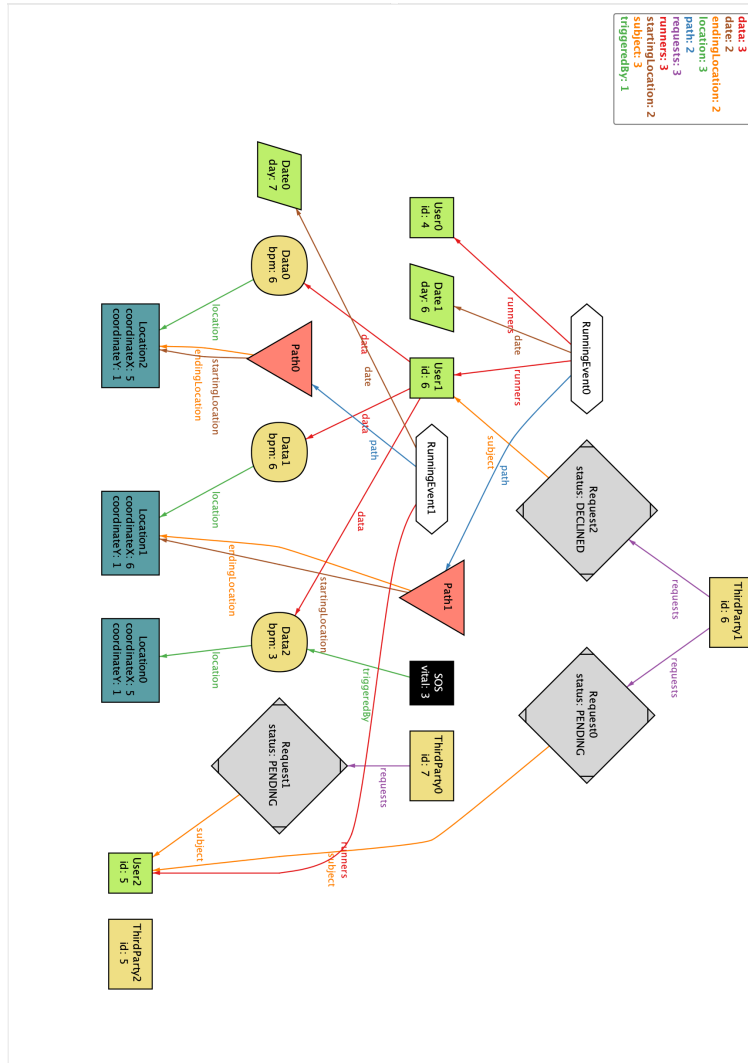 data: 3
date: 2
endingLocation: 2
location: 3
path: 2
requests: 3
runners: 3
startingLocation: 2
subject: 3
triggeredBy: 1
ThirdParty1
id: 6
requests
requests
RunningEvent0
Request2
status: DECLINED
Request0
status: PENDING
runners
date
runners
path
subject
User0
id: 4
Date1
day: 6
User1
id: 6
RunningEvent1
Path1
SOS
vital: 3
ThirdParty0
id: 7
data
date
data
path
data
triggeredBy
requests
runners
subject
Date0
day: 7
Data0
bpm: 6
Path0
Data1
bpm: 6
Data2
bpm: 3
Request1
status: PENDING
location
startingLocation
endingLocation
location
startingLocation
endingLocation
location
subject
Location2
coordinateX: 5
coordinateY: 1
Location1
coordinateX: 6
coordinateY: 1
Location0
coordinateX: 5
coordinateY: 1
User2
id: 5
ThirdParty2
id: 5